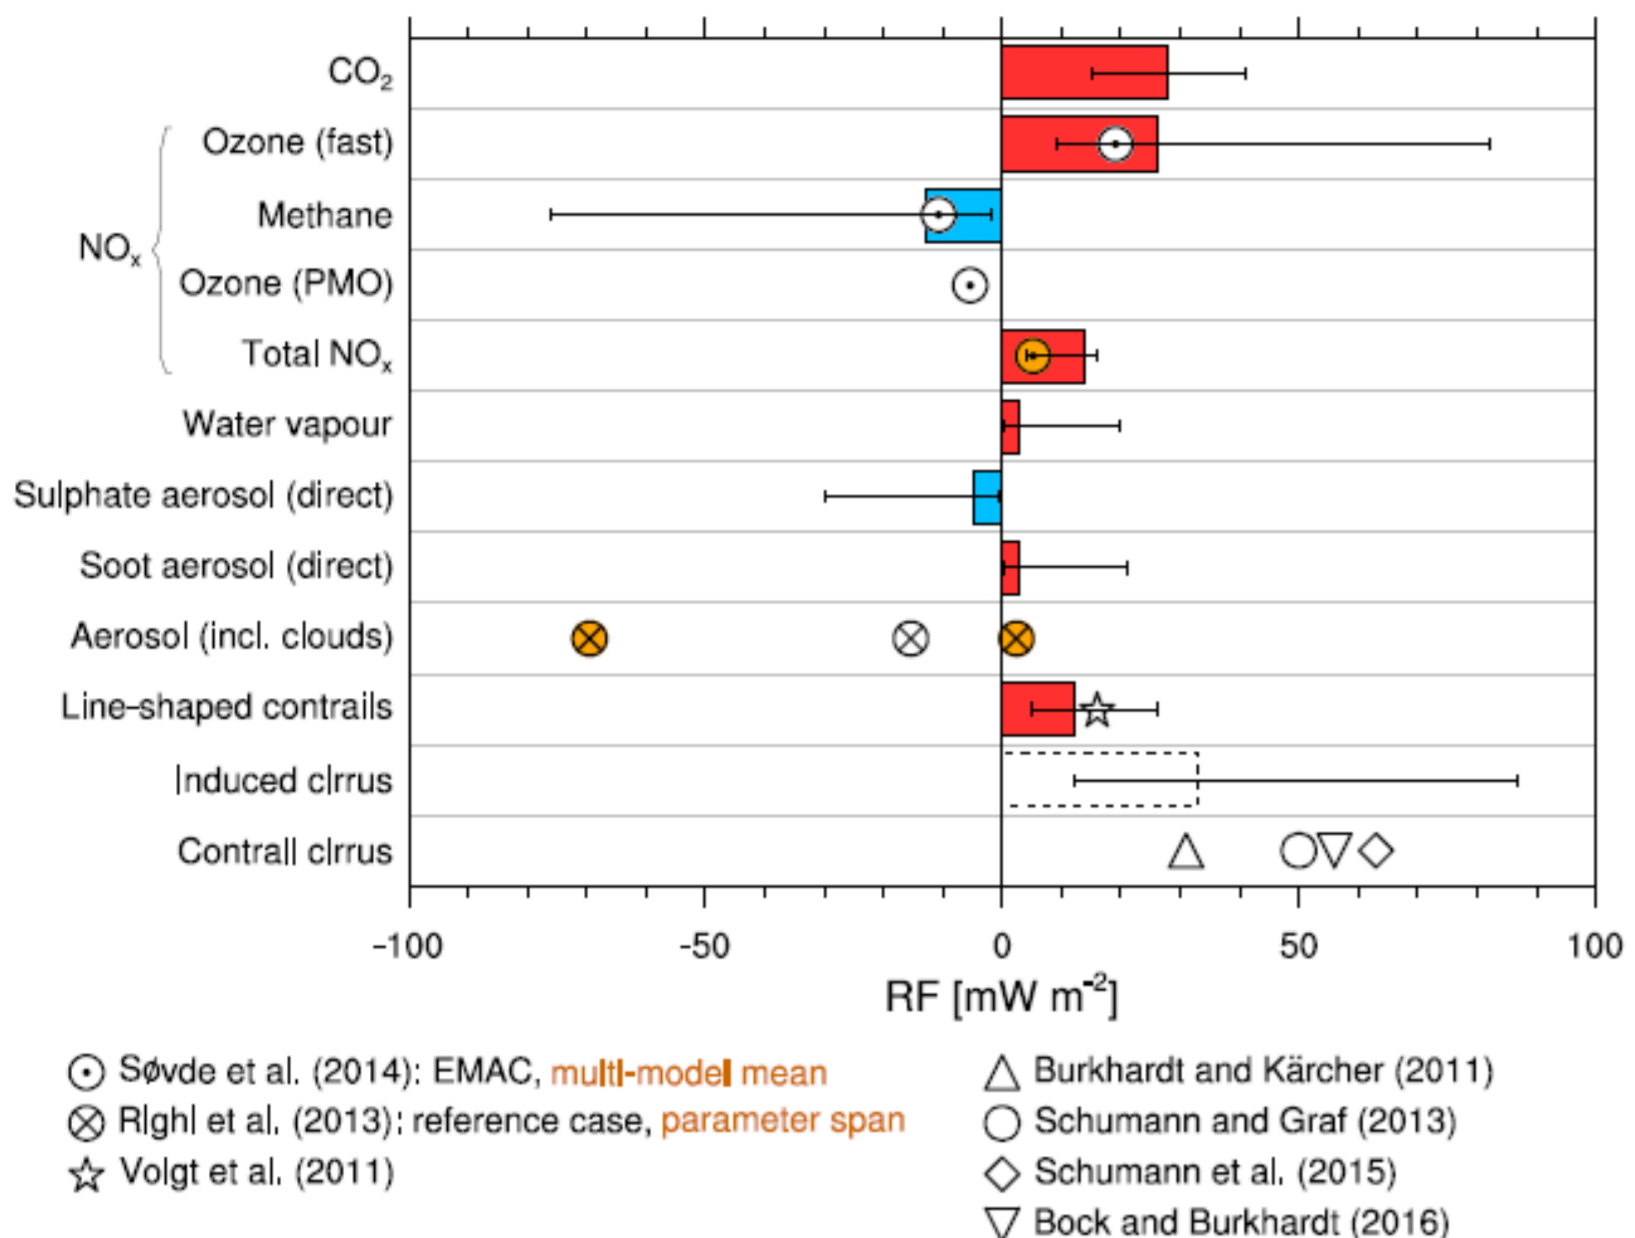 CO2
Ozone (fast)
Methane
NOx
Ozone (PMO)
Total NOx
Water vapour
Sulphate aerosol (direct)
Soot aerosol (direct)
Aerosol (incl. clouds)
Line-shaped contrails
Induced cirrus
Contrail cirrus
-100 -50 0 50 100
RF [mW m-2]
Søvde et al. (2014): EMAC, multi-model mean
Righi et al. (2013): reference case, parameter span
Voigt et al. (2011)
Burkhardt and Kärcher (2011)
Schumann and Graf (2013)
Schumann et al. (2015)
Bock and Burkhardt (2016)